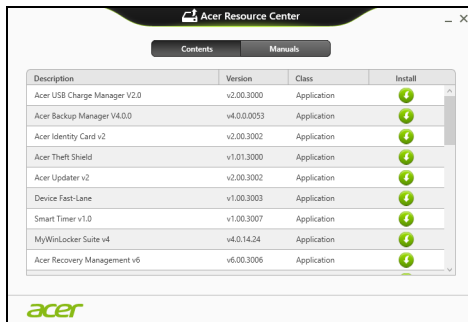 Acer Resource Center
Contents Manuals
Description Version Class Install
Acer USB Charge Manager V2.0 v2.00.3000 Application
Acer Backup Manager V4.0.0 v4.0.0.0053 Application
Acer Identity Card v2 v2.00.3002 Application
Acer Theft Shield v1.01.3000 Application
Acer Updater v2 v2.00.3002 Application
Device Fast-Lane v1.00.3003 Application
Smart Timer v1.0 v1.00.3007 Application
MyWinLocker Suite v4 v4.0.14.24 Application
Acer Recovery Management v6 v6.00.3006 Application
acer